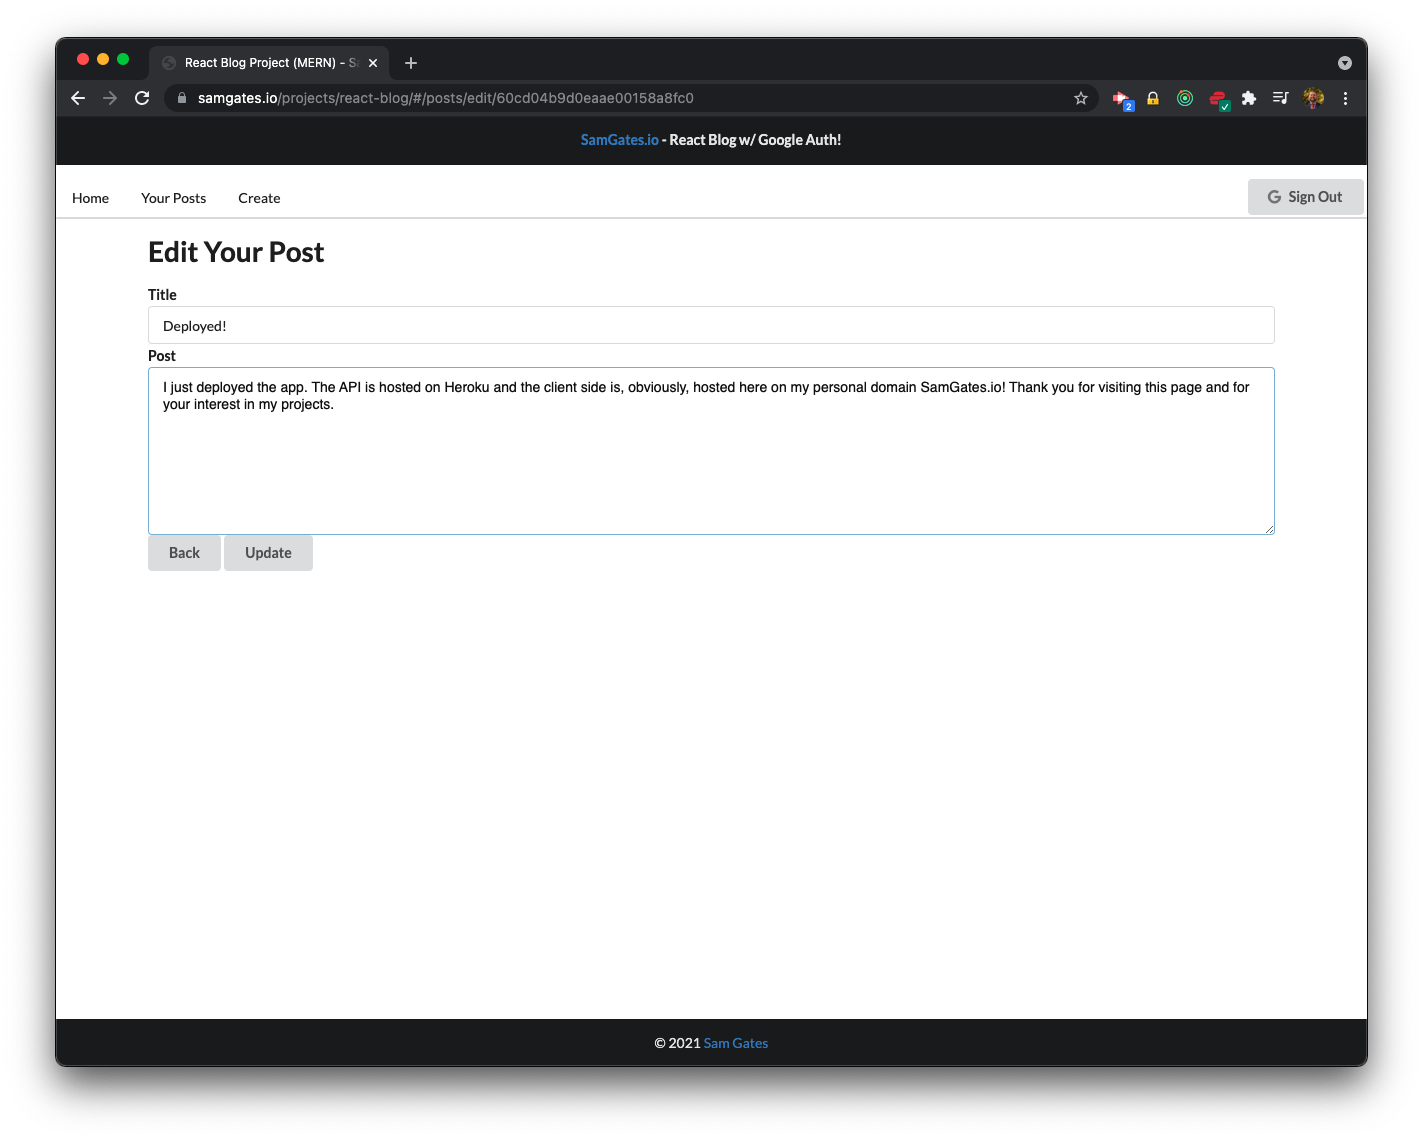 React Blog Project (MERN) - S
samgates.io/projects/react-blog/#/posts/edit/60cd04b9d0eaae00158a8fc0
2
SamGates.io - React Blog w/ Google Auth!
Home Your Posts Create
G Sign Out
Edit Your Post
Title
Deployed!
Post
I just deployed the app. The API is hosted on Heroku and the client side is, obviously, hosted here on my personal domain SamGates.io! Thank you for visiting this page and for
your interest in my projects.
Back Update
© 2021 Sam Gates